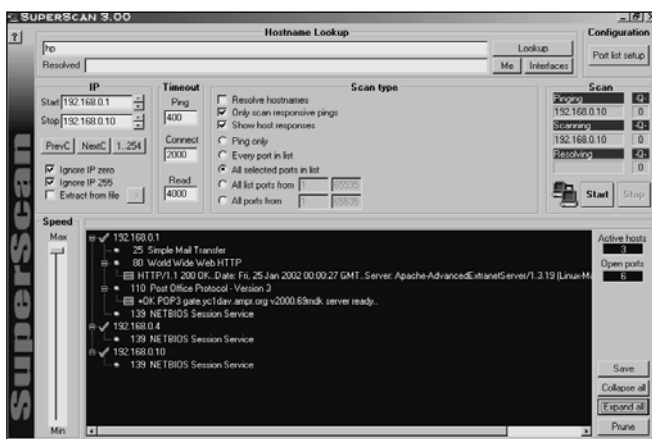 SUPERSCAN 3.00
?
Hostname Lookup
hp
Lookup
Resolved
Me
Interfaces
Configuration
Port list setup
IP
Start 192.168.0.1
Stop 192.168.0.10
PrevC
NextC
1..254
Ignore IP zero
Ignore IP 255
Extract from file
->
Timeout
Ping
400
Connect
2000
Read
4000
Scan type
Resolve hostnames
Only scan responsive pings
Show host responses
Ping only
Every port in list
All selected ports in list
All list ports from 1 65535
All ports from 1 65535
Scan
Pinging -Q-
192.168.0.10 0
Scanning -Q-
192.168.0.10 0
Resolving -Q-
0
Start
Stop
SuperScan
Speed
Max
Min
192.168.0.1
25 Simple Mail Transfer
80 World Wide Web HTTP
HTTP/1.1 200 OK..Date: Fri, 25 Jan 2002 00:00:27 GMT..Server: Apache-AdvancedExtranetServer/1.3.19 (Linux-Ma
110 Post Office Protocol - Version 3
+OK POP3 gate.yc1dav.ampr.org v2000.69mdk server ready..
139 NETBIOS Session Service
192.168.0.4
139 NETBIOS Session Service
192.168.0.10
139 NETBIOS Session Service
Active hosts
3
Open ports
6
Save
Collapse all
Expand all
Prune